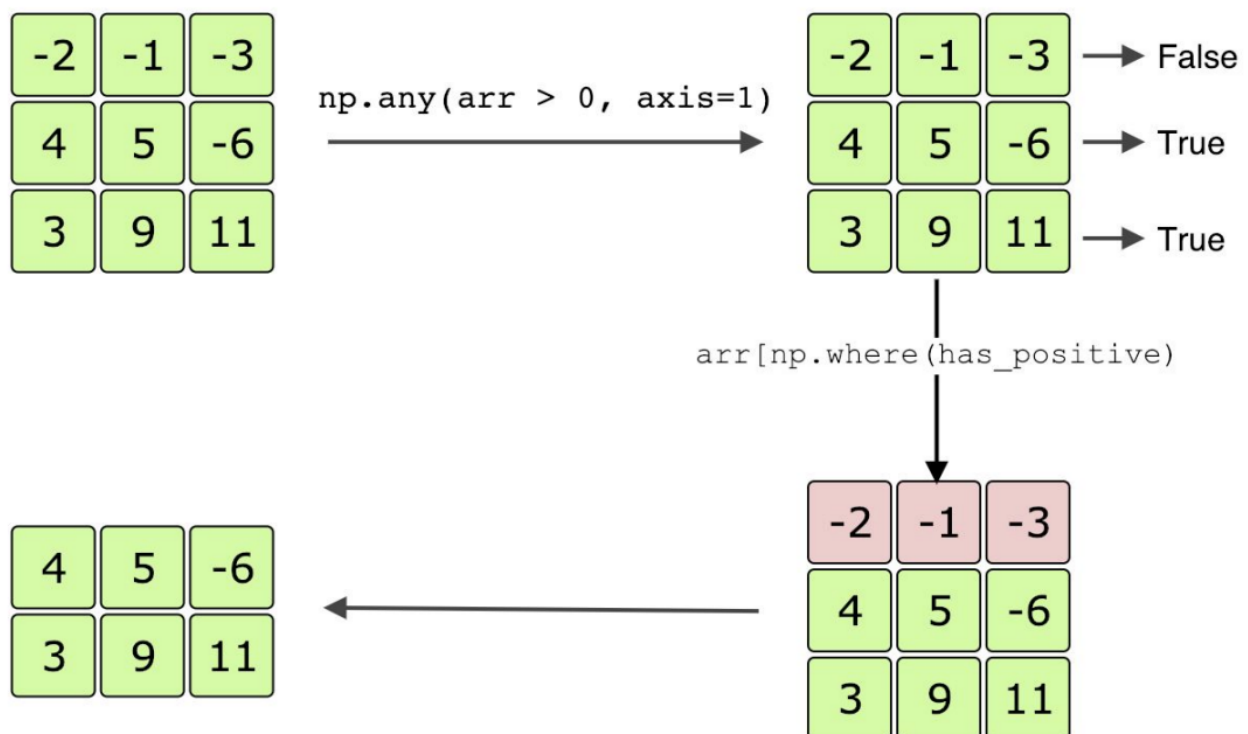 -2 -1 -3
4 5 -6
3 9 11
np.any(arr > 0, axis=1)
-2 -1 -3 False
4 5 -6 True
3 9 11 True
arr[np.where(has_positive)
-2 -1 -3
4 5 -6
3 9 11
4 5 -6
3 9 11